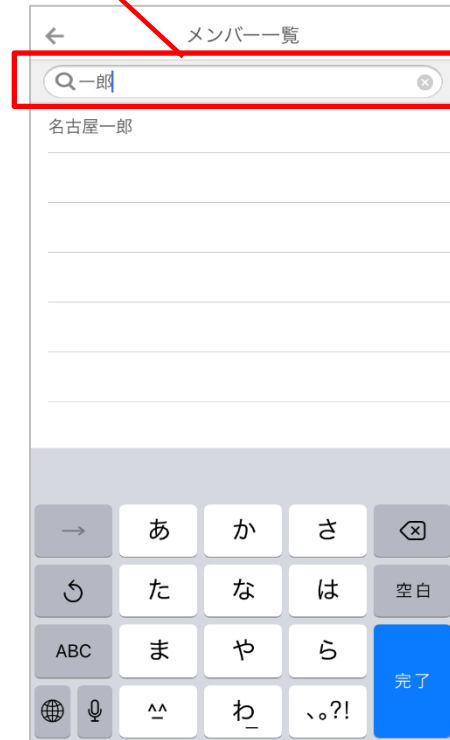 メンバー一覧
一郎
名古屋一郎
→ あ か さ
た な は 空白
ABC ま や ら
^^ わ_ 、。?! 完了